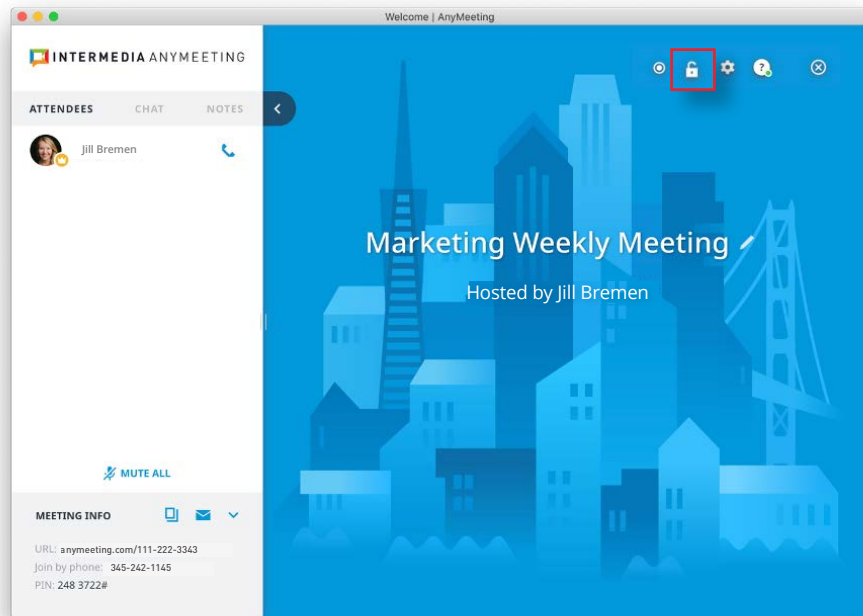 Welcome | AnyMeeting
INTERMEDIA ANYMEETING
ATTENDEES CHAT NOTES
Jill Bremen
Marketing Weekly Meeting
Hosted by Jill Bremen
MUTE ALL
MEETING INFO
URL: anymeeting.com/111-222-3343
Join by phone: 345-242-1145
PIN: 248 3722#